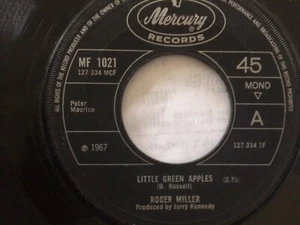 Mercury
RECORDS
MF 1021
127 334 MCF
45
MONO
Peter
Maurice
A
℗ 1967
127 334 1F
LITTLE GREEN APPLES
(B. Russell)
ROGER MILLER
Produced by Jerry Kennedy